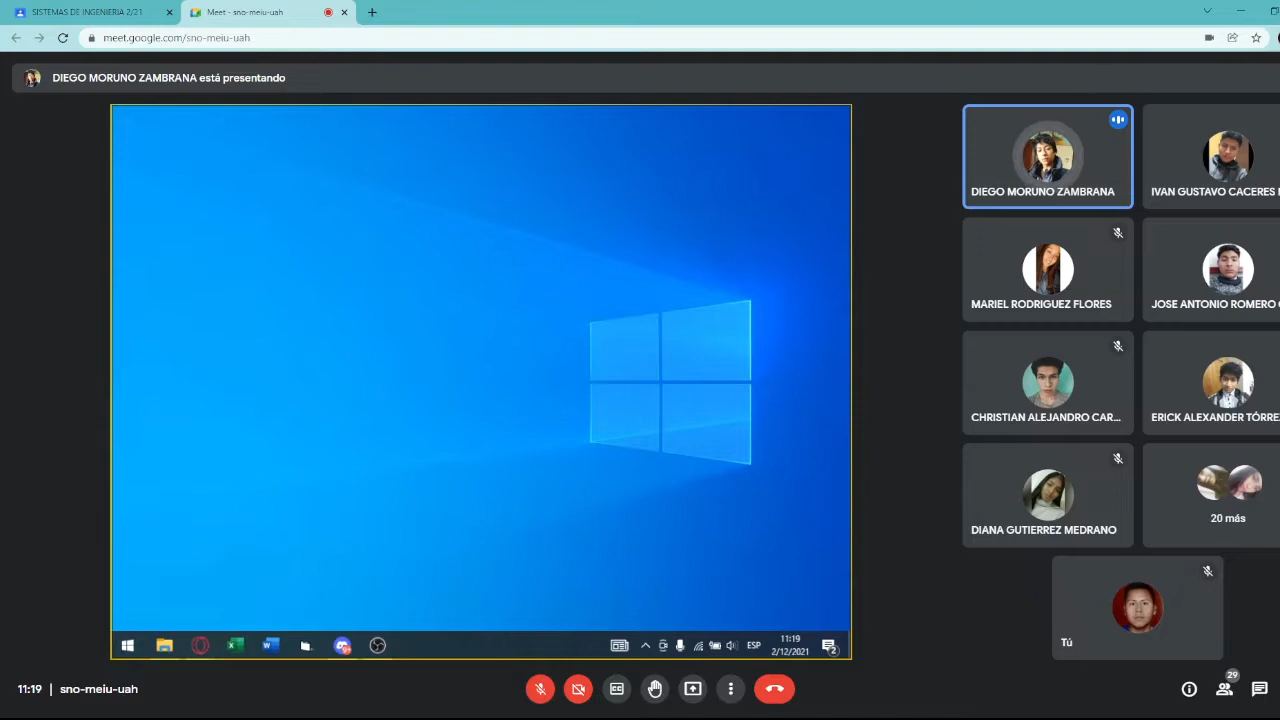 SISTEMAS DE INGENIERIA 2/21
Meet - sno-meiu-uah
meet.google.com/sno-meiu-uah
DIEGO MORUNO ZAMBRANA está presentando
DIEGO MORUNO ZAMBRANA
IVAN GUSTAVO CACERES
MARIEL RODRIGUEZ FLORES
JOSE ANTONIO ROMERO
CHRISTIAN ALEJANDRO CAR...
ERICK ALEXANDER TÓRRE
DIANA GUTIERREZ MEDRANO
20 más
Tú
ESP
11:19
2/12/2021
2
11:19 | sno-meiu-uah
29